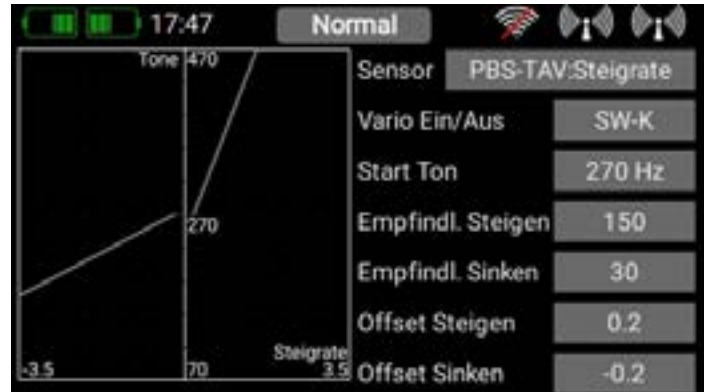 17:47 Normal
Tone 470
270
Steigrate
-3.5 70 3.5
Sensor PBS-TAV:Steigrate
Vario Ein/Aus SW-K
Start Ton 270 Hz
Empfindl. Steigen 150
Empfindl. Sinken 30
Offset Steigen 0.2
Offset Sinken -0.2